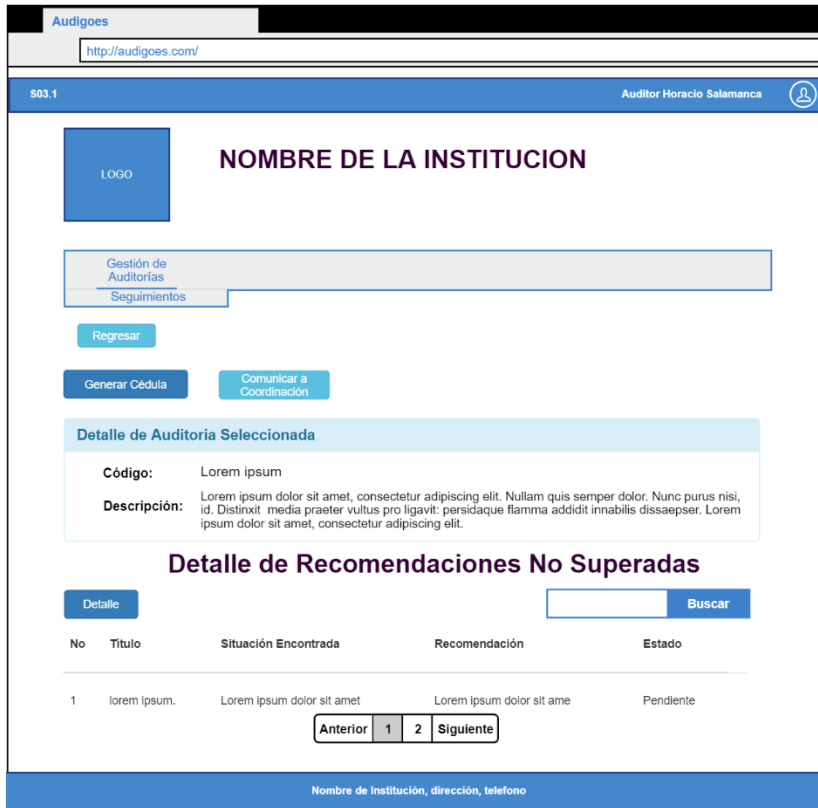 Audigoes
http://audigoes.com/
S03.1 Auditor Horacio Salamanca
LOGO
NOMBRE DE LA INSTITUCION
Gestión de
Auditorías
Seguimientos
Regresar
Generar Cédula
Comunicar a
Coordinación
Detalle de Auditoria Seleccionada
Código: Lorem ipsum
Descripción:
Lorem ipsum dolor sit amet, consectetur adipiscing elit. Nullam quis semper dolor. Nunc purus nisi,
id. Distinxit media praeter vultus pro ligavit: persidaque flamma addidit innabilis dissaepser. Lorem
ipsum dolor sit amet, consectetur adipiscing elit.
Detalle de Recomendaciones No Superadas
Detalle
Buscar
No Título Situación Encontrada Recomendación Estado
1 lorem ipsum. Lorem ipsum dolor sit amet Lorem ipsum dolor sit ame Pendiente
Anterior 1 2 Siguiente
Nombre de Institución, dirección, telefono